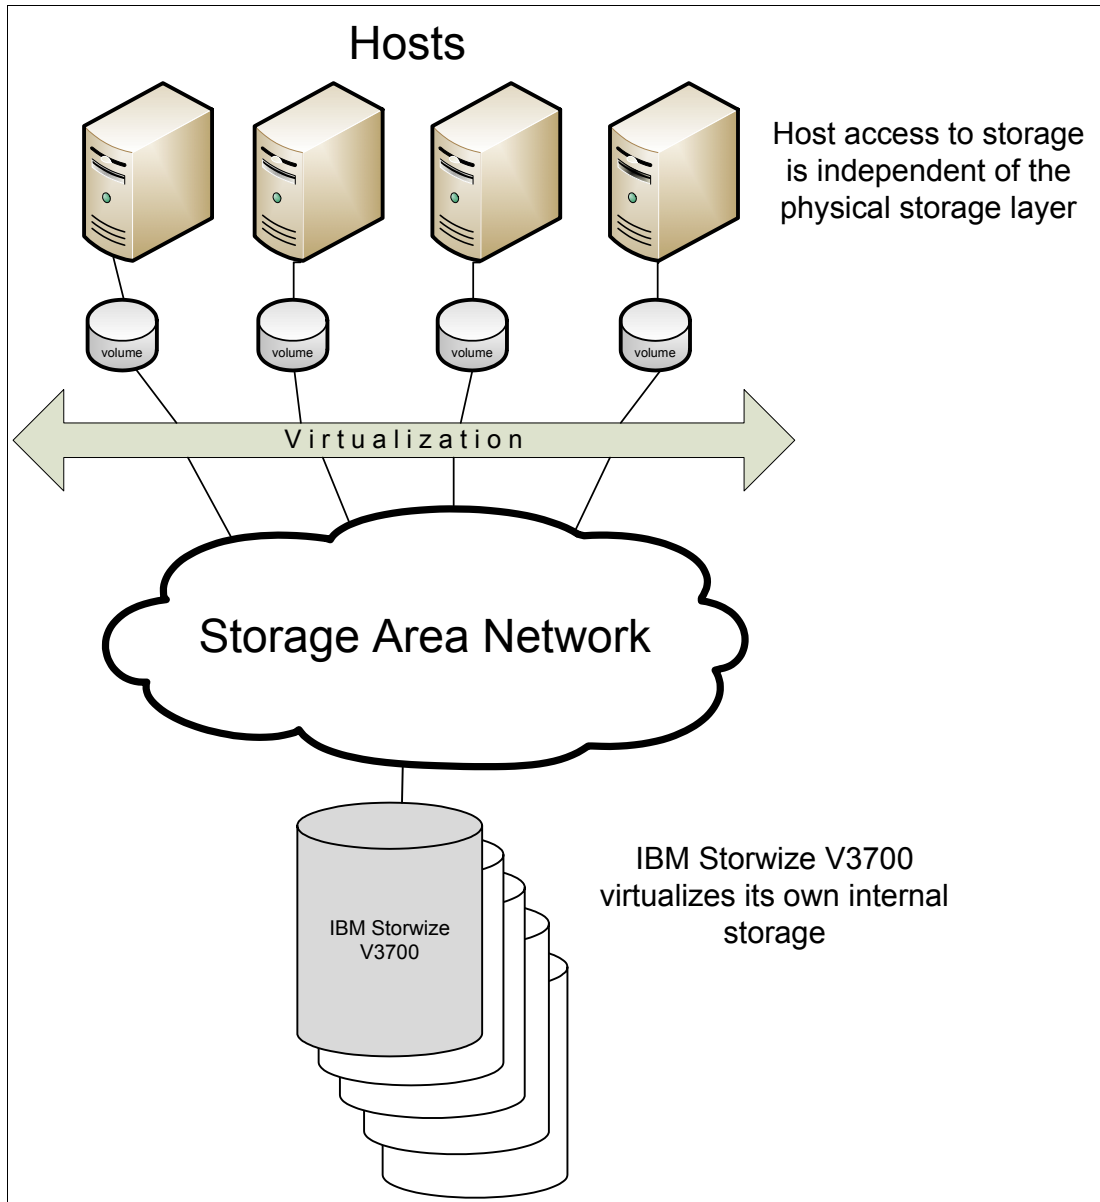 Hosts
Host access to storage
is independent of the
physical storage layer
volume
volume
volume
volume
Virtualization
Storage Area Network
IBM Storwize V3700
virtualizes its own internal
storage
IBM Storwize
V3700